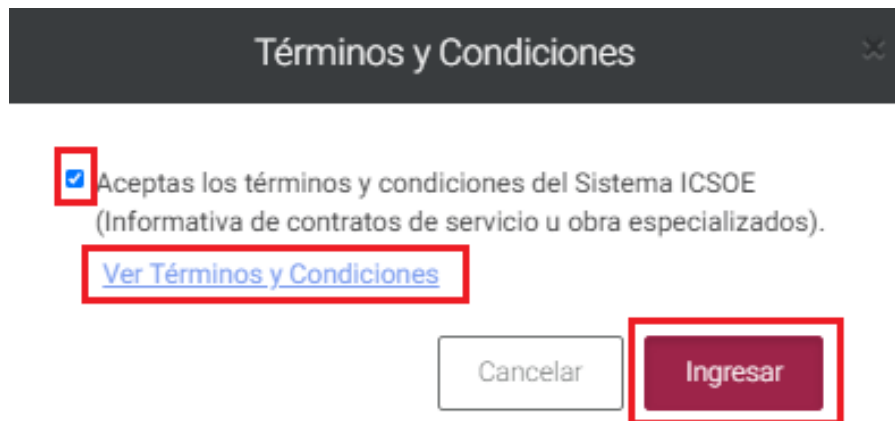 Términos y Condiciones
Aceptas los términos y condiciones del Sistema ICSOE
(Informativa de contratos de servicio u obra especializados).
Ver Términos y Condiciones
Cancelar
Ingresar